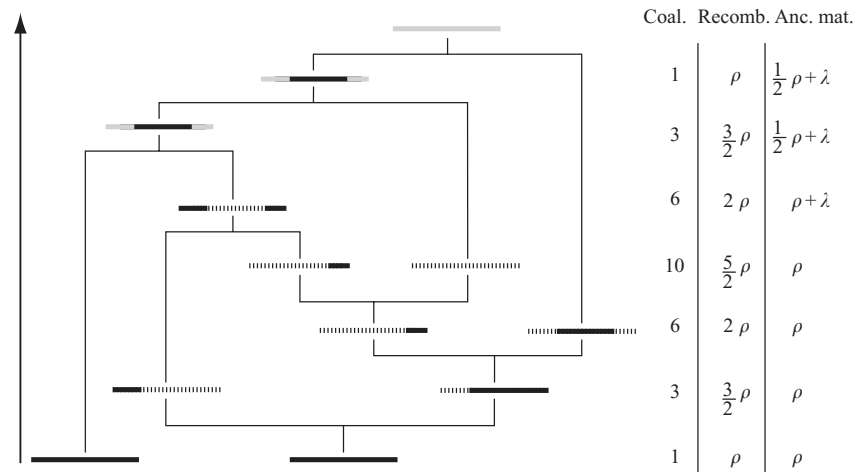 Coal. Recomb. Anc. mat.
1 ρ 1/2 ρ + λ
3 3/2 ρ 1/2 ρ + λ
6 2 ρ ρ + λ
10 5/2 ρ ρ
6 2 ρ ρ
3 3/2 ρ ρ
1 ρ ρ